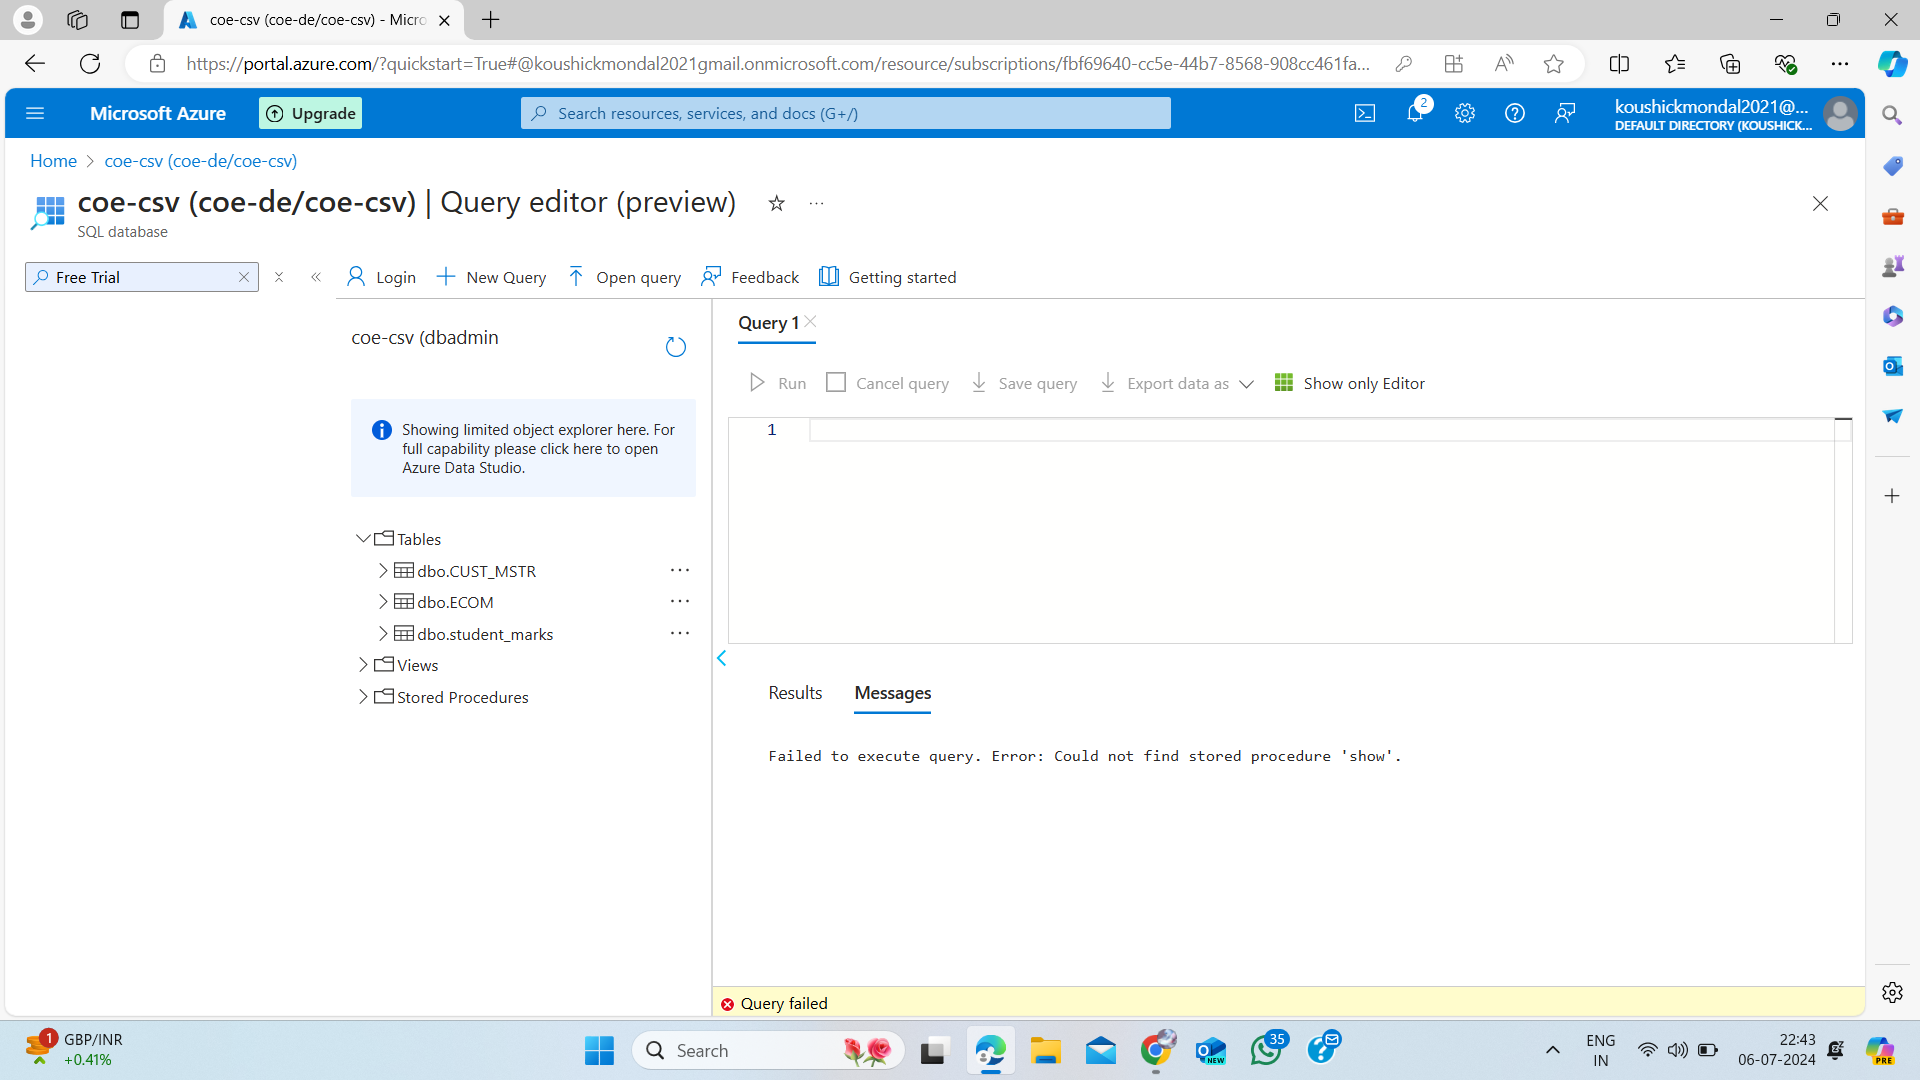 coe-csv (coe-de/coe-csv) - Micro
https://portal.azure.com/?quickstart=True#@koushickmondal2021gmail.onmicrosoft.com/resource/subscriptions/fbf69640-cc5e-44b7-8568-908cc461fa...
Microsoft Azure
Upgrade
Search resources, services, and docs (G+/)
2
koushickmondal2021@...
DEFAULT DIRECTORY (KOUSHICK...
Home > coe-csv (coe-de/coe-csv)
coe-csv (coe-de/coe-csv) | Query editor (preview)
SQL database
Free Trial
Login
New Query
Open query
Feedback
Getting started
coe-csv (dbadmin
Showing limited object explorer here. For
full capability please click here to open
Azure Data Studio.
Tables
dbo.CUST_MSTR
dbo.ECOM
dbo.student_marks
Views
Stored Procedures
Query 1
Run
Cancel query
Save query
Export data as
Show only Editor
1
Results
Messages
Failed to execute query. Error: Could not find stored procedure 'show'.
Query failed
1
GBP/INR
+0.41%
Search
NEW
35
ENG
IN
22:43
06-07-2024
PRE